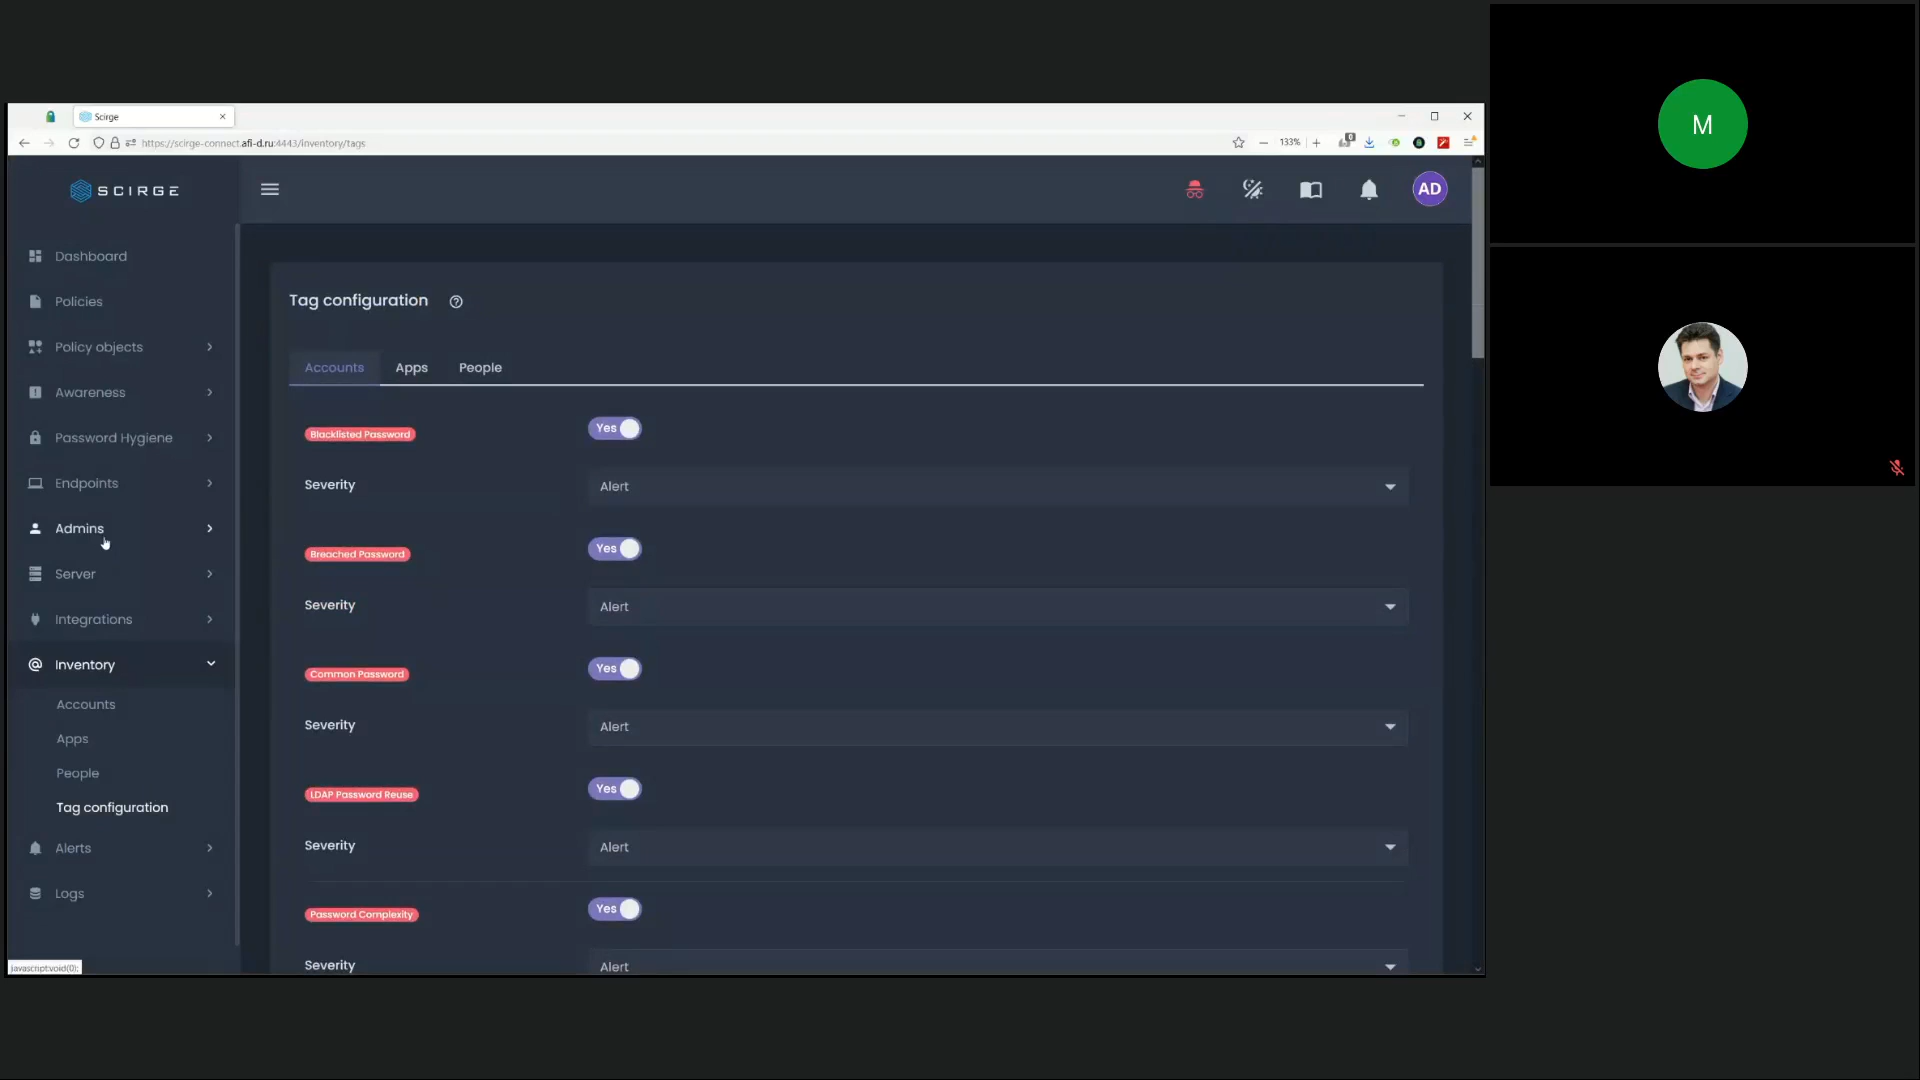 Scirge
https://scirge-connect.afi-d.ru:4443/inventory/tags
133%
0
SCIRGE
AD
M
Dashboard
Policies
Policy objects
Awareness
Password Hygiene
Endpoints
Admins
Server
Integrations
Inventory
Accounts
Apps
People
Tag configuration
Alerts
Logs
javascript:void(0);
Tag configuration
Accounts Apps People
Blacklisted Password Yes
Severity Alert
Breached Password Yes
Severity Alert
Common Password Yes
Severity Alert
LDAP Password Reuse Yes
Severity Alert
Password Complexity Yes
Severity Alert